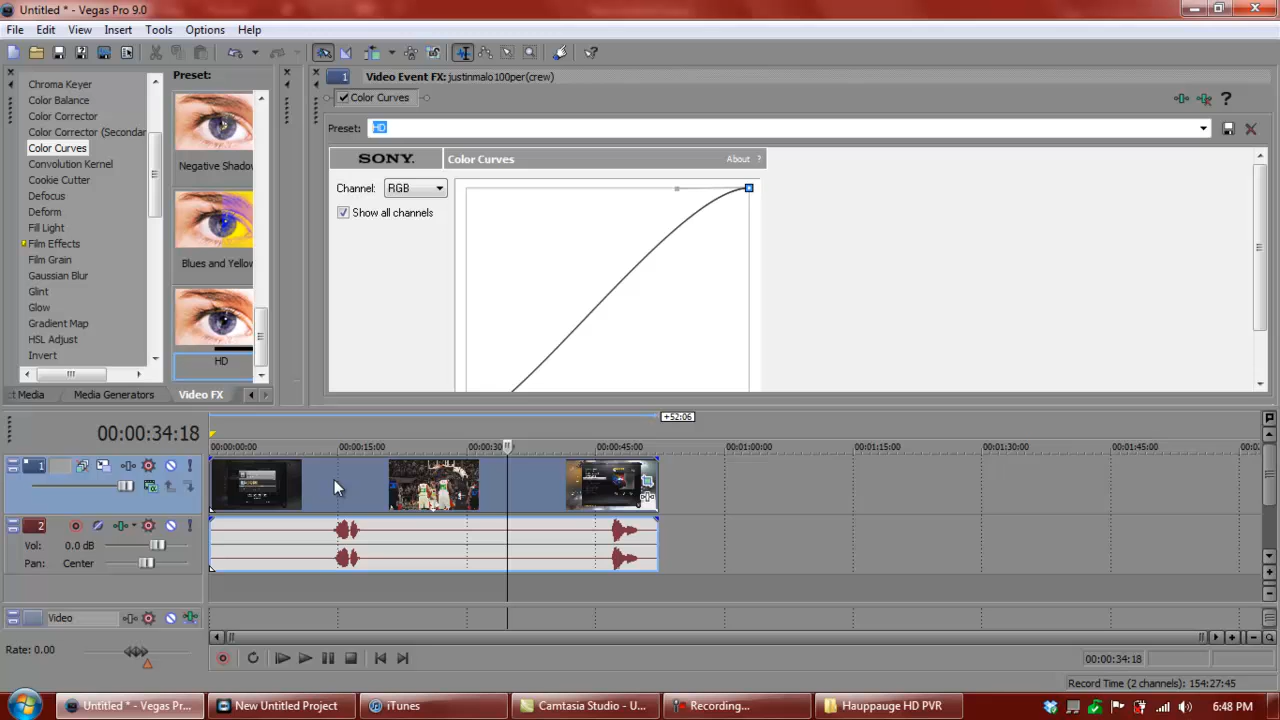 Untitled * - Vegas Pro 9.0
File Edit View Insert Tools Options Help
Chroma Keyer
Color Balance
Color Corrector
Color Corrector (Secondar
Color Curves
Convolution Kernel
Cookie Cutter
Defocus
Deform
Fill Light
Film Effects
Film Grain
Gaussian Blur
Glint
Glow
Gradient Map
HSL Adjust
Invert
Preset:
Negative Shadow
Blues and Yellow
HD
t Media Media Generators Video FX
1 Video Event FX: justinmalo100per(crew)
Color Curves
?
Preset: HD
SONY. Color Curves About ?
Channel: RGB
Show all channels
+52:06
00:00:34:18
00:00:00:00 00:00:15:00 00:00:30 00:00:45:00 00:01:00:00 00:01:15:00 00:01:30:00 00:01:45:00 00:0
1
2
Vol: 0.0 dB
Pan: Center
Video
Rate: 0.00
00:00:34:18
Record Time (2 channels): 154:27:45
Untitled * - Vegas Pr... New Untitled Project iTunes Camtasia Studio - U... Recording... Hauppauge HD PVR 6:48 PM